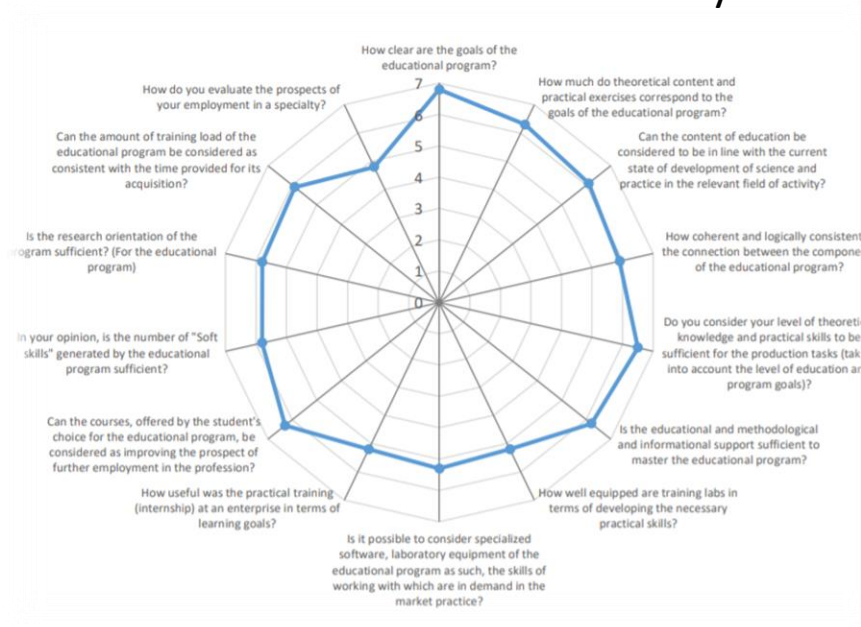 How clear are the goals of the
educational program?
How much do theoretical content and
practical exercises correspond to the
goals of the educational program?
Can the content of education be
considered to be in line with the current
state of development of science and
practice in the relevant field of activity?
How coherent and logically consistent
the connection between the compone
of the educational program?
Do you consider your level of theoreti
knowledge and practical skills to be
sufficient for the production tasks (tak
into account the level of education an
program goals)?
Is the educational and methodological
and informational support sufficient to
master the educational program?
How well equipped are training labs in
terms of developing the necessary
practical skills?
Is it possible to consider specialized
software, laboratory equipment of the
educational program as such, the skills of
working with which are in demand in the
market practice?
How useful was the practical training
(internship) at an enterprise in terms of
learning goals?
Can the courses, offered by the student's
choice for the educational program, be
considered as improving the prospect of
further employment in the profession?
In your opinion, is the number of "Soft
skills" generated by the educational
program sufficient?
Is the research orientation of the
ogram sufficient? (For the educational
program)
Can the amount of training load of the
educational program be considered as
consistent with the time provided for its
acquisition?
How do you evaluate the prospects of
your employment in a specialty?
7
6
5
4
3
2
1
0